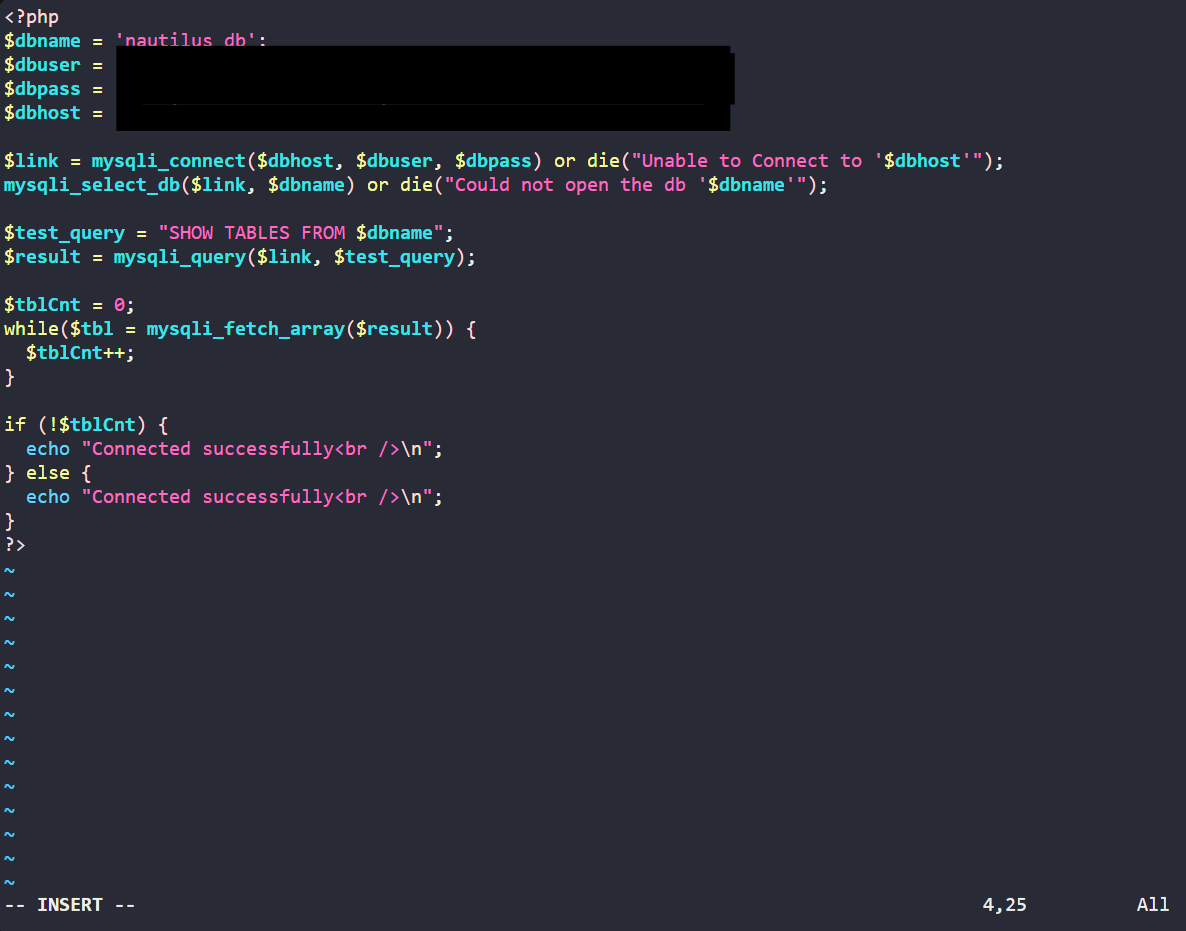 <?php
$dbname = 'nautilus_db';
$dbuser =
$dbpass =
$dbhost =
$link = mysqli_connect($dbhost, $dbuser, $dbpass) or die("Unable to Connect to '$dbhost'");
mysqli_select_db($link, $dbname) or die("Could not open the db '$dbname'");
$test_query = "SHOW TABLES FROM $dbname";
$result = mysqli_query($link, $test_query);
$tblCnt = 0;
while($tbl = mysqli_fetch_array($result)) {
  $tblCnt++;
}
if (!$tblCnt) {
  echo "Connected successfully<br />\n";
} else {
  echo "Connected successfully<br />\n";
}
?>
~
~
~
~
~
~
~
~
~
~
~
~
~
~
-- INSERT -- 4,25 All